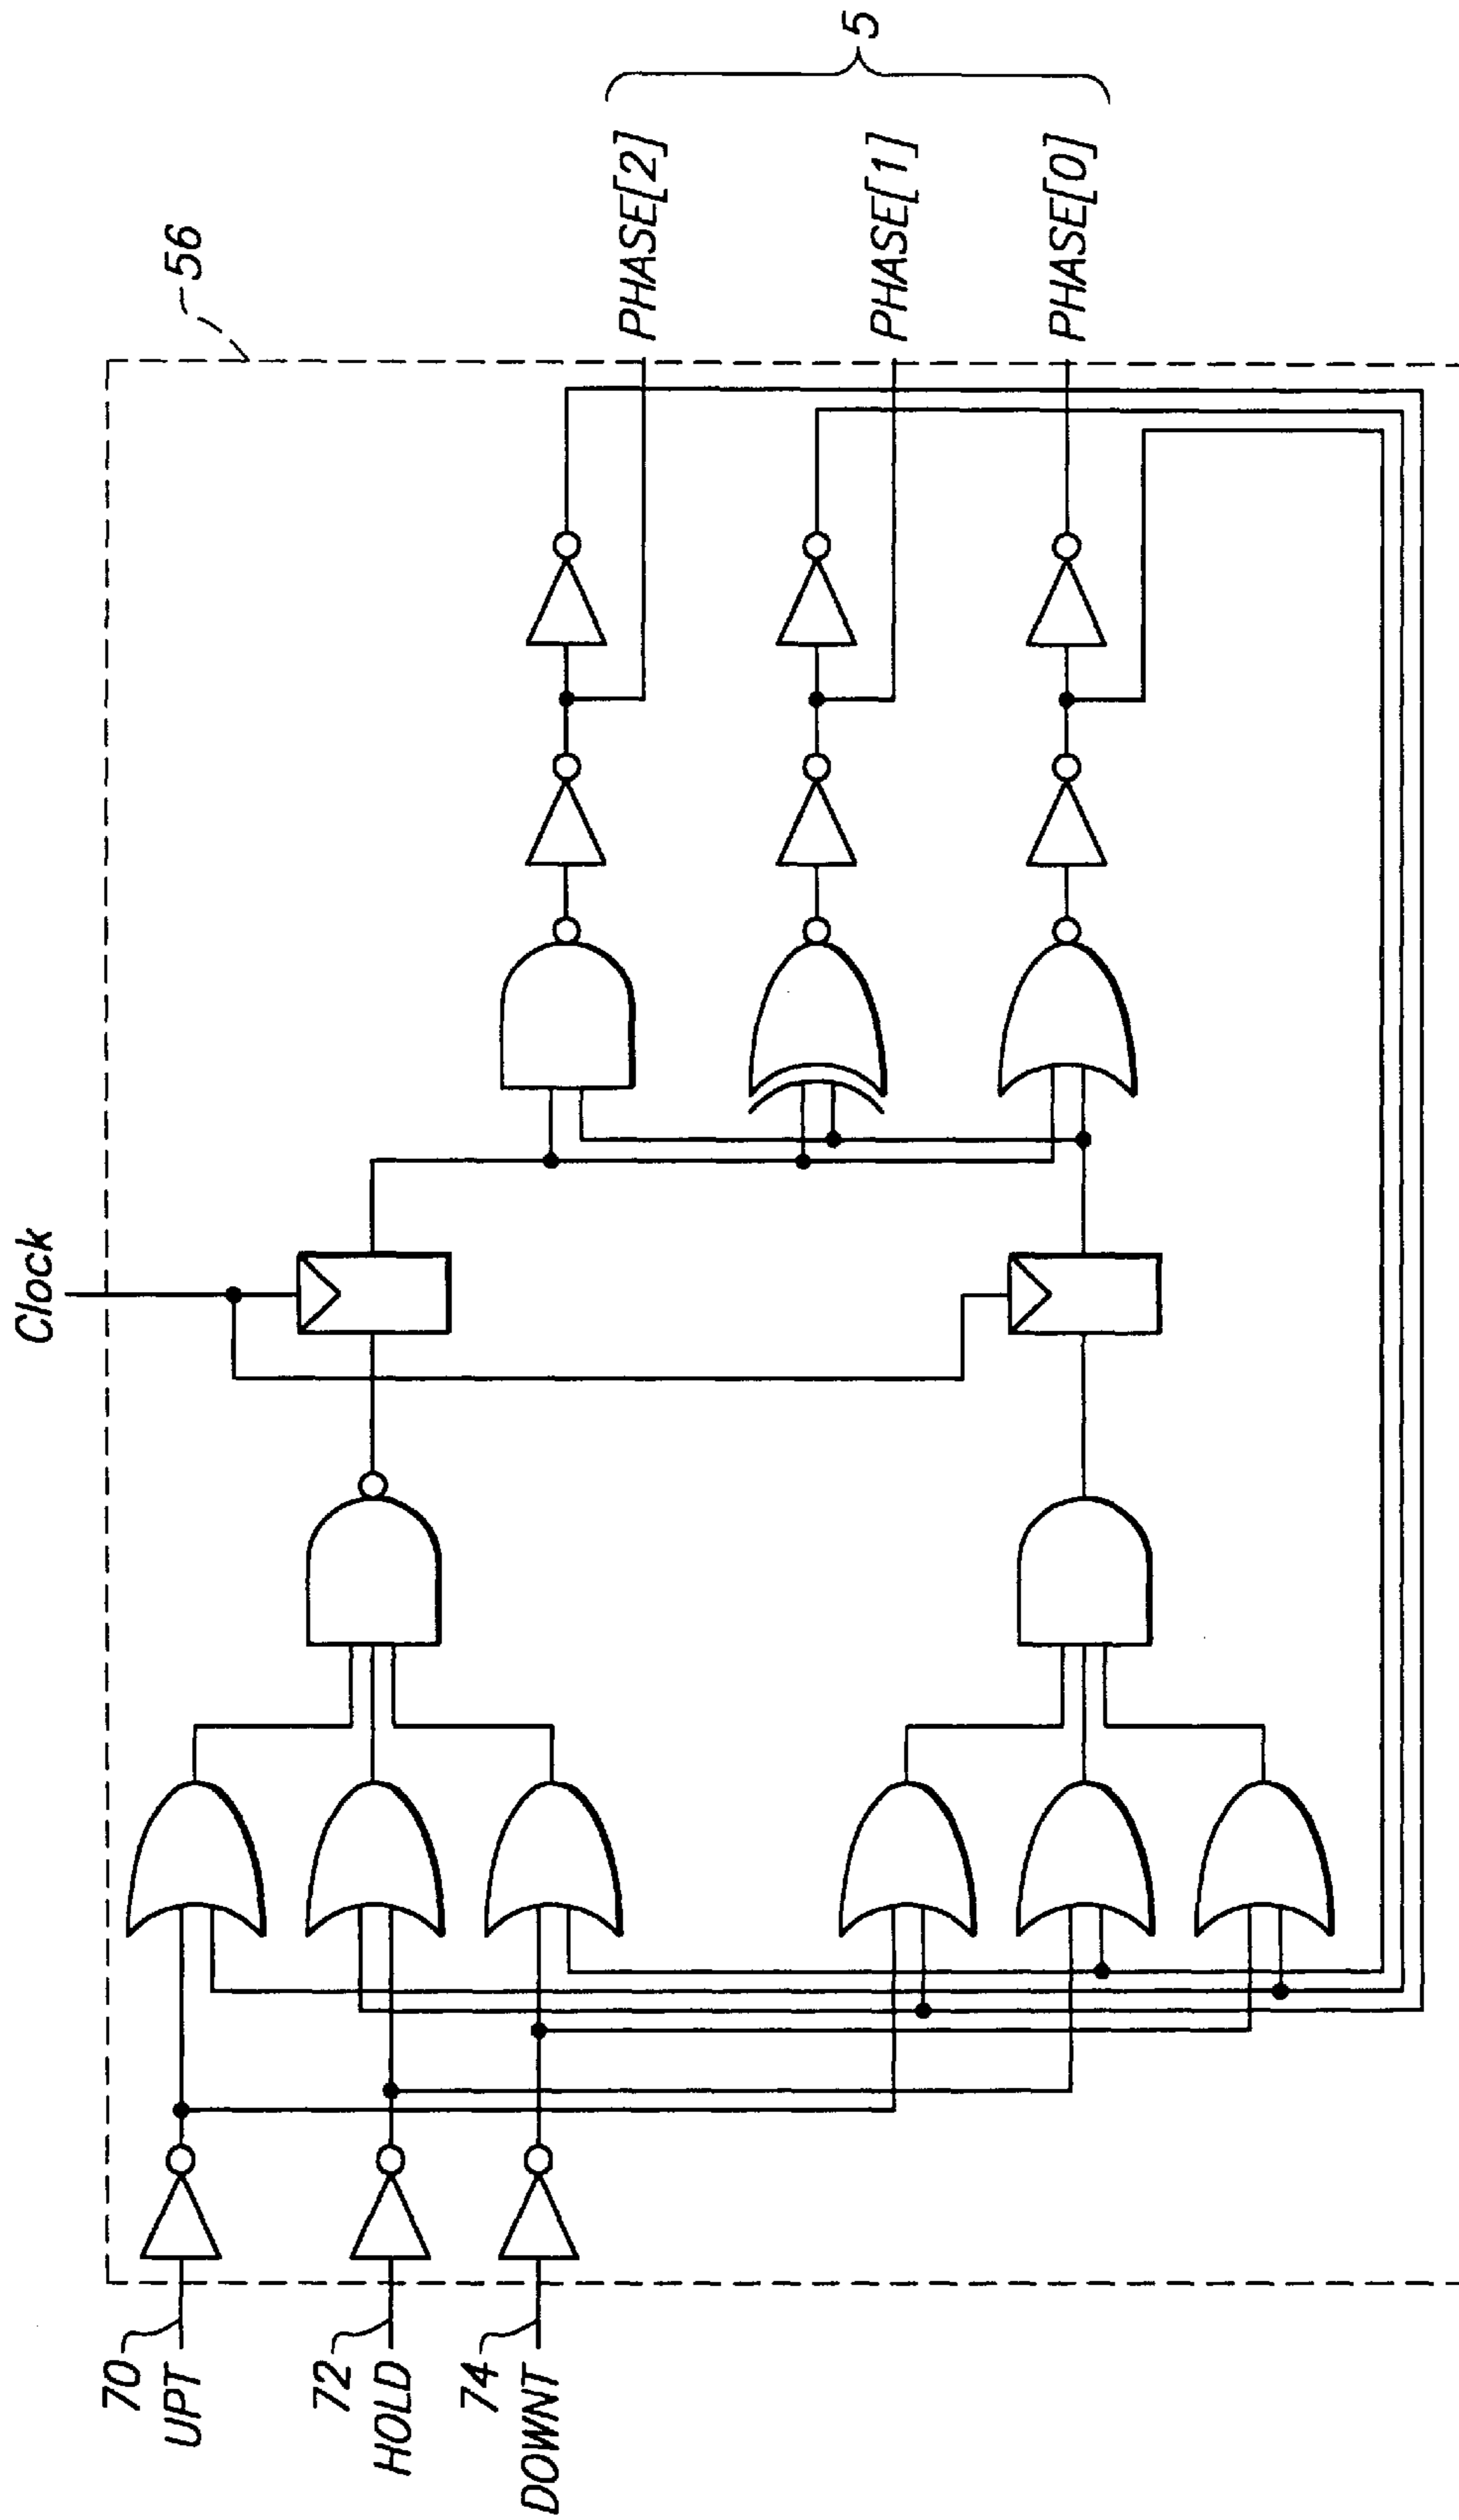 Clock
56
70
UPT
72
HOLD
74
DOWNT
PHASE[2]
PHASE[1]
PHASE[0]
5